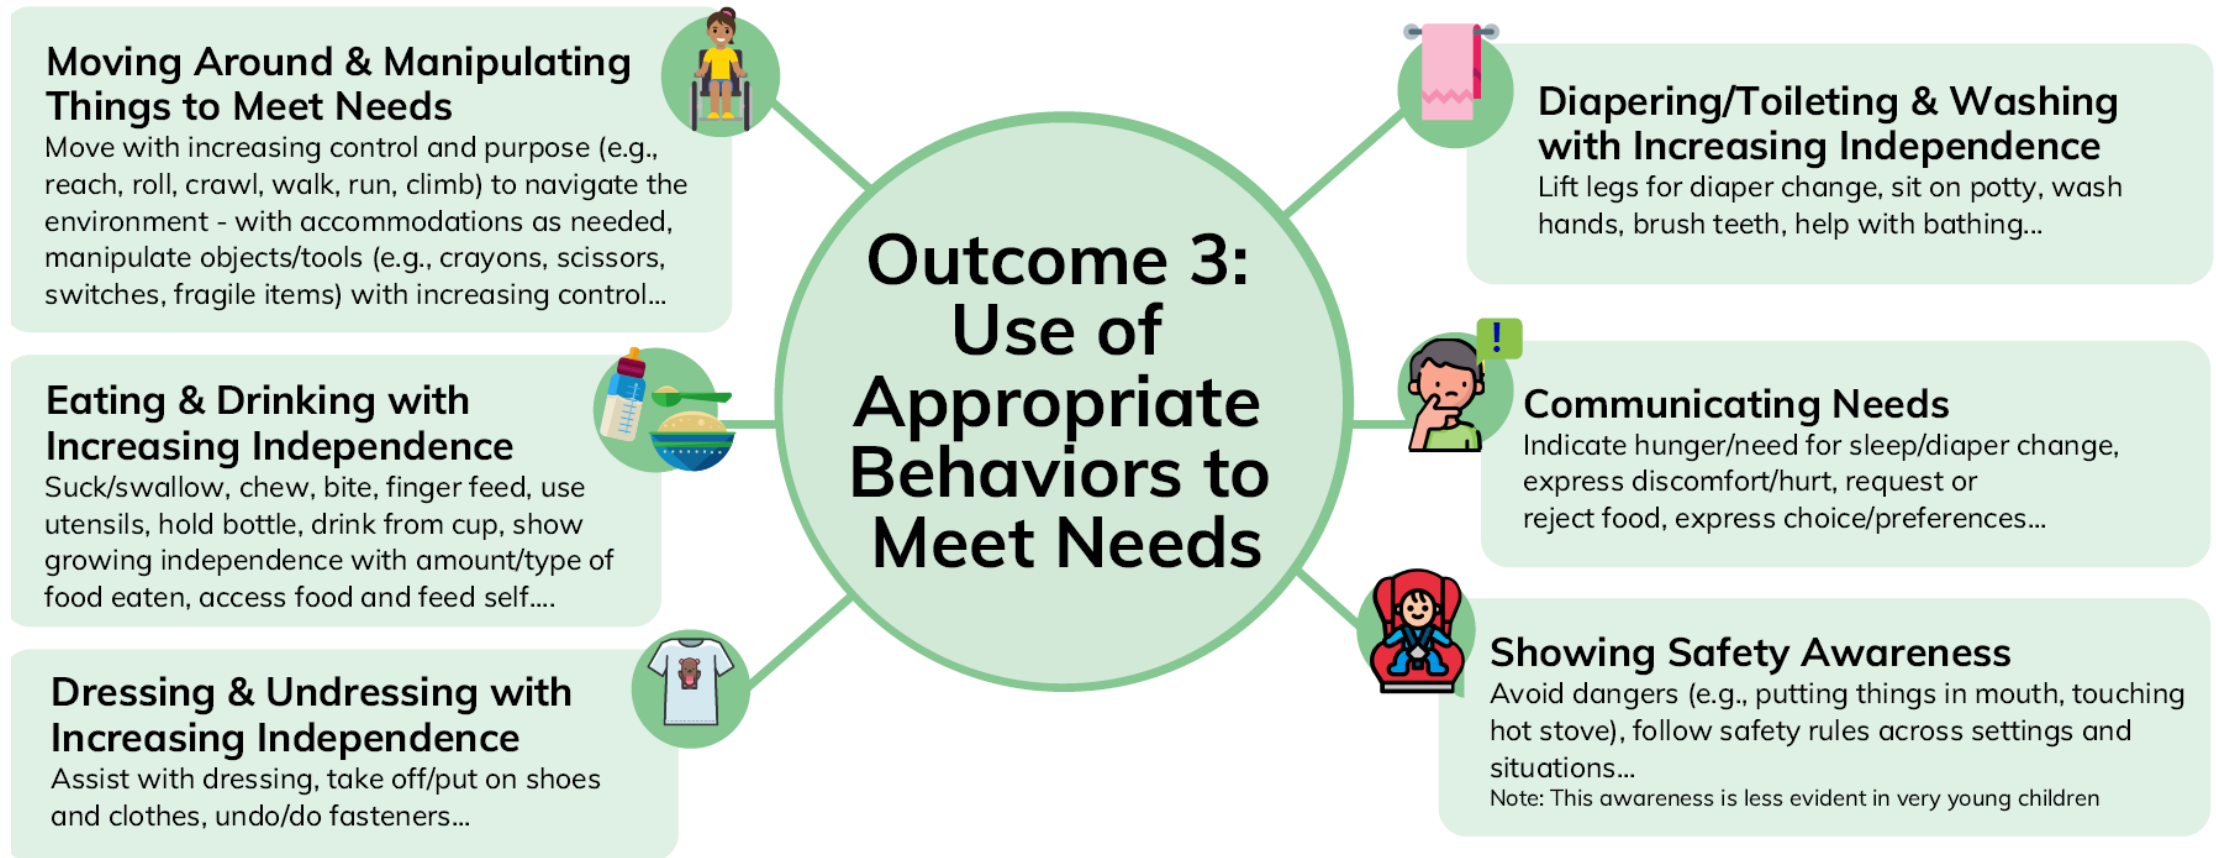 Moving Around & Manipulating
Things to Meet Needs
Move with increasing control and purpose (e.g.,
reach, roll, crawl, walk, run, climb) to navigate the
environment - with accommodations as needed,
manipulate objects/tools (e.g., crayons, scissors,
switches, fragile items) with increasing control...
Eating & Drinking with
Increasing Independence
Suck/swallow, chew, bite, finger feed, use
utensils, hold bottle, drink from cup, show
growing independence with amount/type of
food eaten, access food and feed self....
Dressing & Undressing with
Increasing Independence
Assist with dressing, take off/put on shoes
and clothes, undo/do fasteners...
Outcome 3:
Use of
Appropriate
Behaviors to
Meet Needs
Diapering/Toileting & Washing
with Increasing Independence
Lift legs for diaper change, sit on potty, wash
hands, brush teeth, help with bathing...
!
Communicating Needs
Indicate hunger/need for sleep/diaper change,
express discomfort/hurt, request or
reject food, express choice/preferences...
Showing Safety Awareness
Avoid dangers (e.g., putting things in mouth, touching
hot stove), follow safety rules across settings and
situations...
Note: This awareness is less evident in very young children